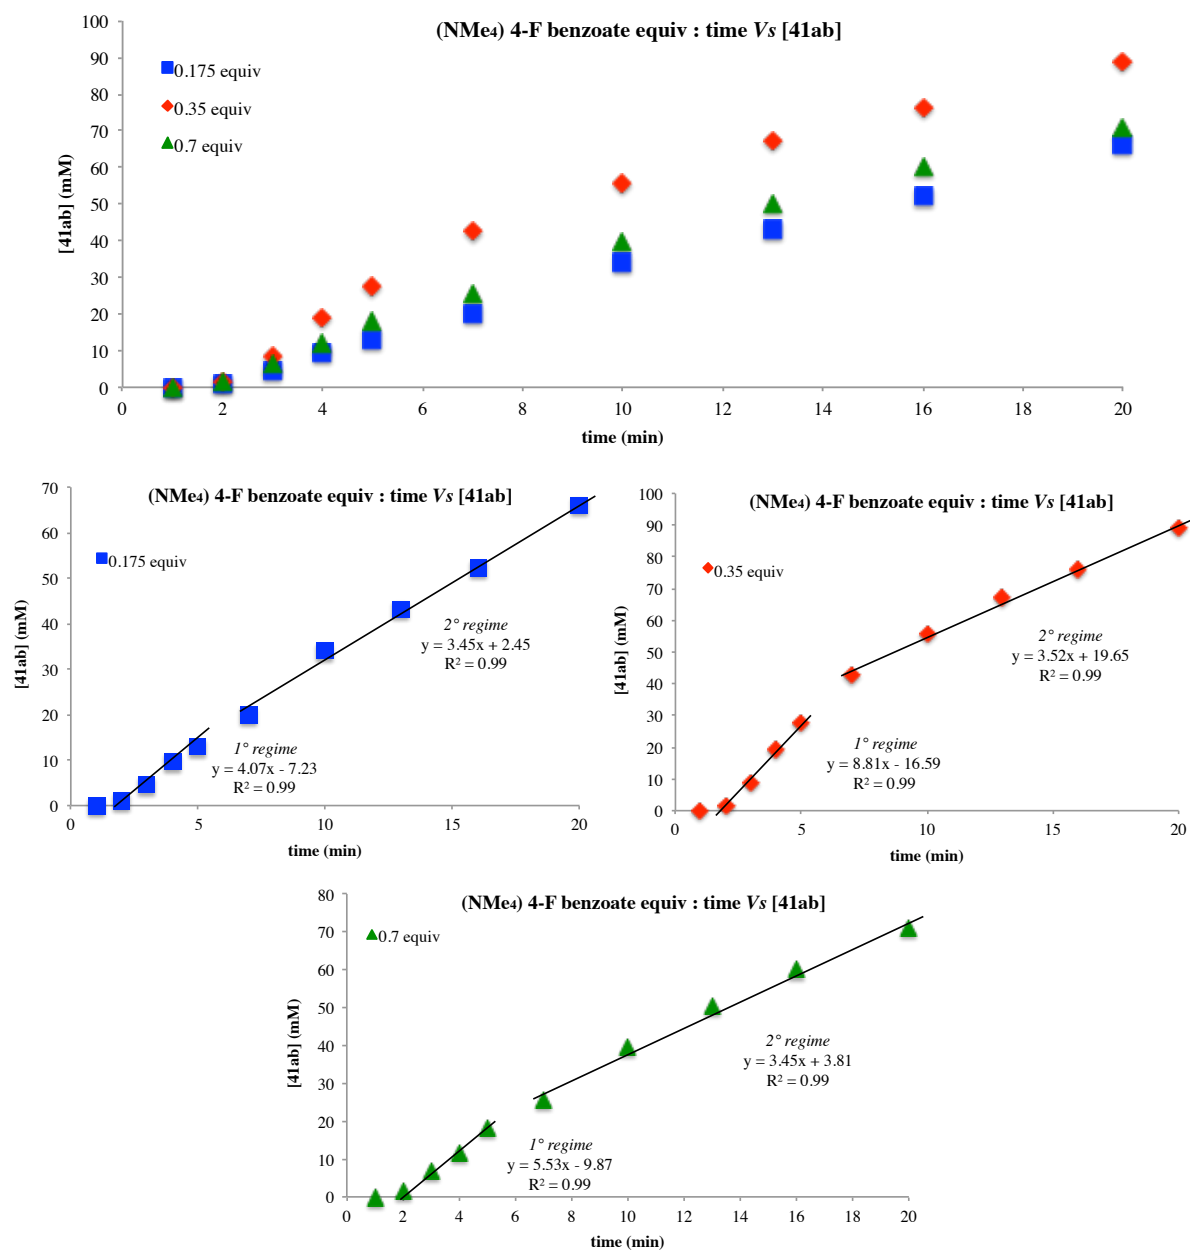 (NMe₄) 4-F benzoate equiv : time Vs [41ab]
100
90
80
70
60
50
40
30
20
10
0
[41ab] (mM)
0.175 equiv
0.35 equiv
0.7 equiv
0 2 4 6 8 10 12 14 16 18 20
time (min)
(NMe₄) 4-F benzoate equiv : time Vs [41ab]
70
60
50
40
30
20
10
0
[41ab] (mM)
0.175 equiv
2° regime
y = 3.45x + 2.45
R² = 0.99
1° regime
y = 4.07x - 7.23
R² = 0.99
0 5 10 15 20
time (min)
(NMe₄) 4-F benzoate equiv : time Vs [41ab]
100
90
80
70
60
50
40
30
20
10
0
[41ab] (mM)
0.35 equiv
2° regime
y = 3.52x + 19.65
R² = 0.99
1° regime
y = 8.81x - 16.59
R² = 0.99
0 5 10 15 20
time (min)
(NMe₄) 4-F benzoate equiv : time Vs [41ab]
80
70
60
50
40
30
20
10
0
[41ab] (mM)
0.7 equiv
2° regime
y = 3.45x + 3.81
R² = 0.99
1° regime
y = 5.53x - 9.87
R² = 0.99
0 2 4 6 8 10 12 14 16 18 20
time (min)